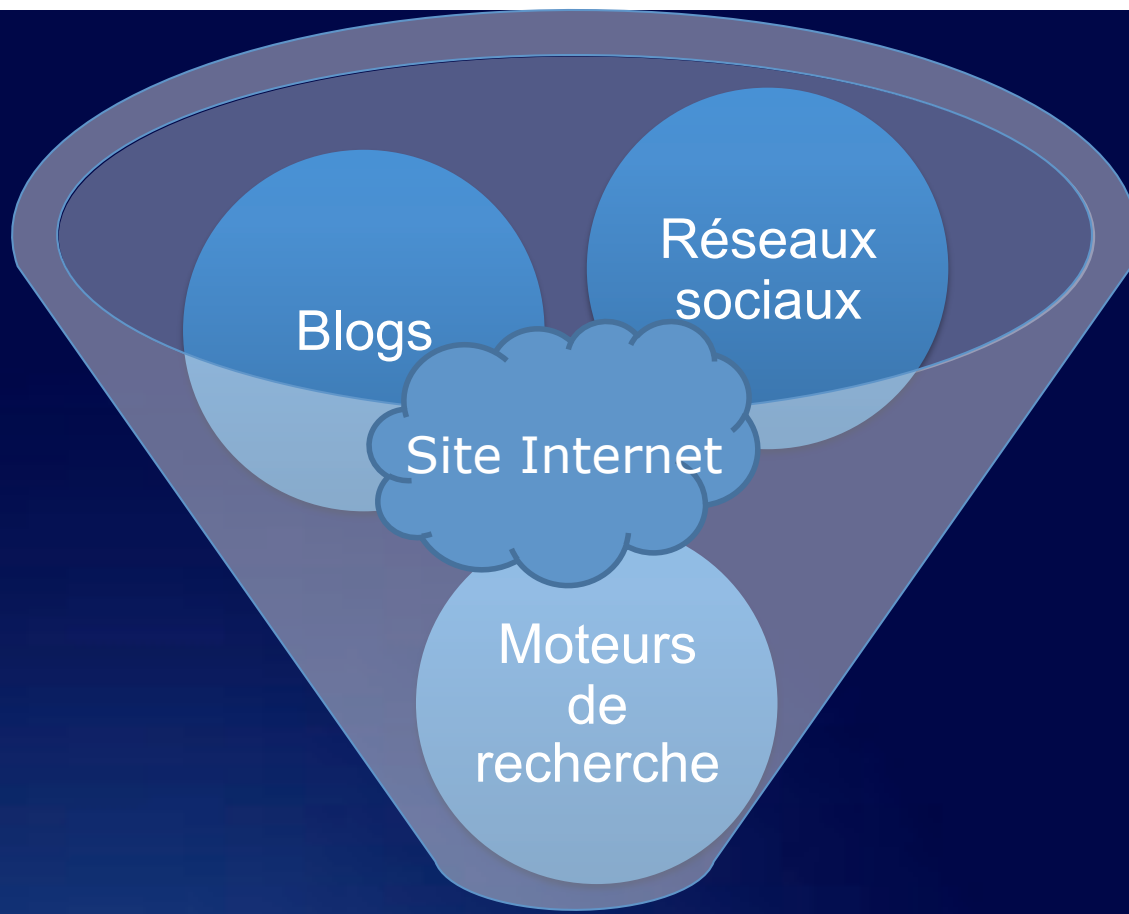 Réseaux
sociaux
Blogs
Site Internet
Moteurs
de
recherche